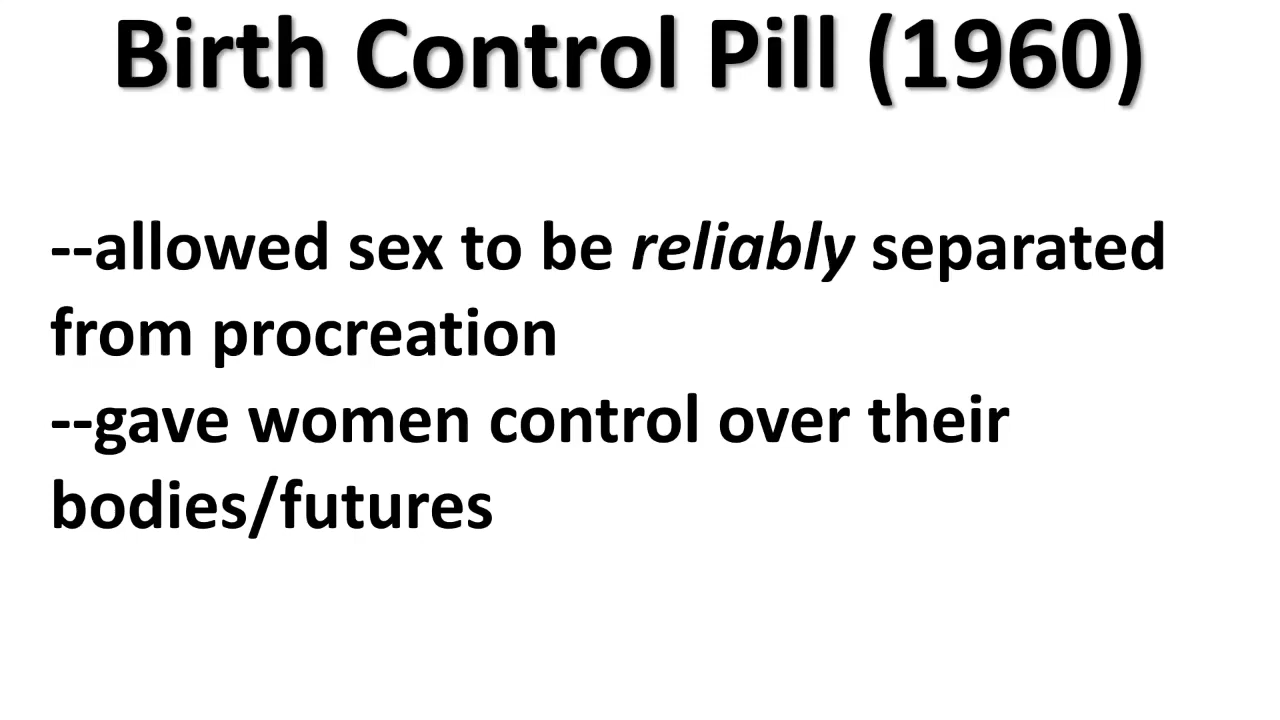 Birth Control Pill (1960)
--allowed sex to be reliably separated
from procreation
--gave women control over their
bodies/futures